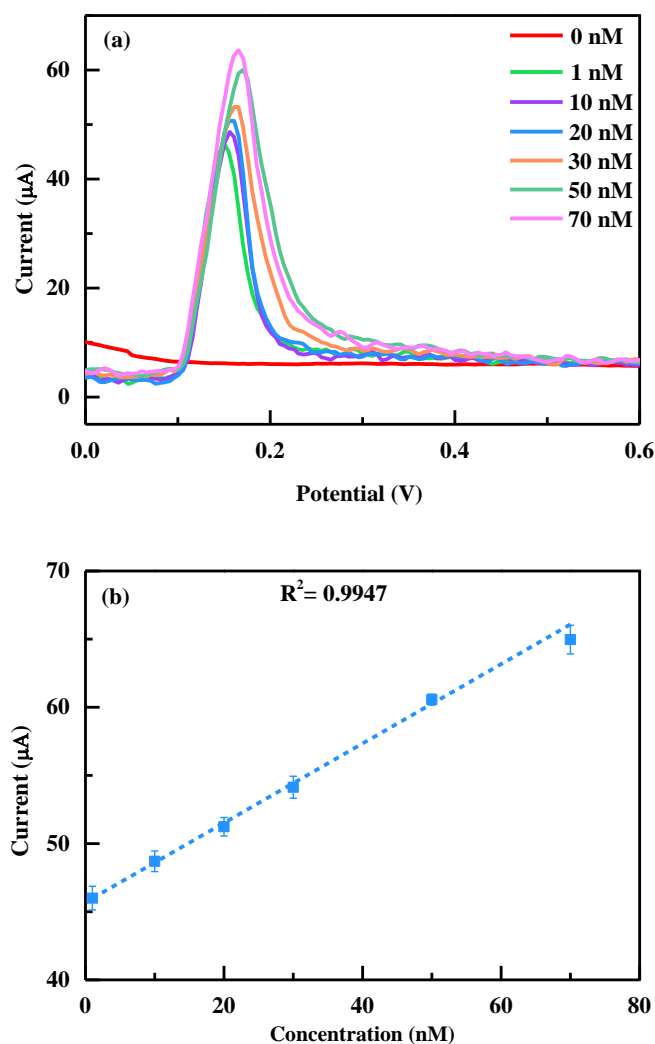 (a)
0 nM
1 nM
10 nM
20 nM
30 nM
50 nM
70 nM
60
40
20
0
Current (µA)
0.0 0.2 0.4 0.6
Potential (V)
(b)
R²= 0.9947
70
60
50
40
Current (µA)
0 20 40 60 80
Concentration (nM)